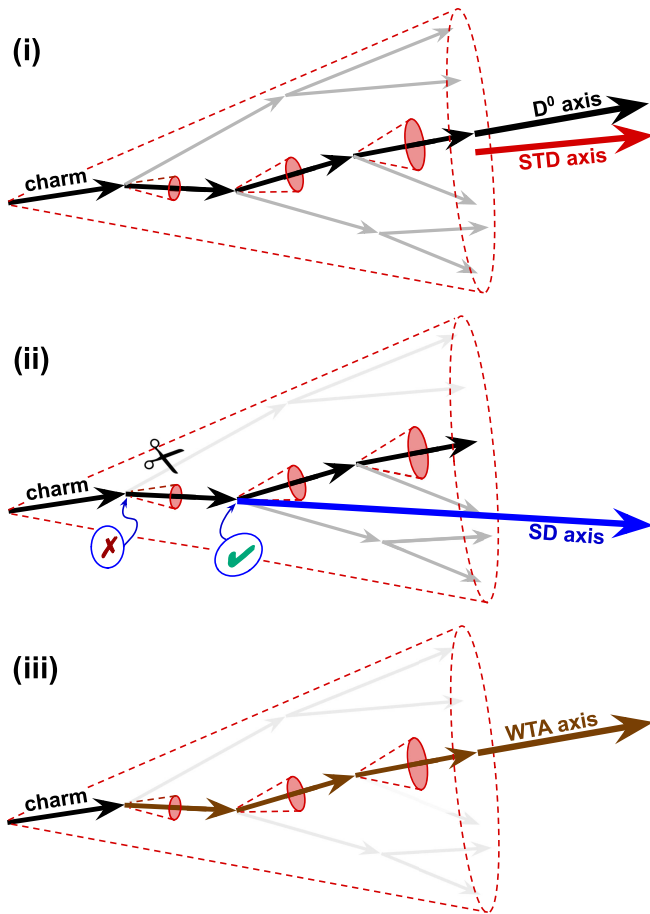 (i)
D⁰ axis
STD axis
charm
(ii)
charm
SD axis
✗
✔
(iii)
WTA axis
charm